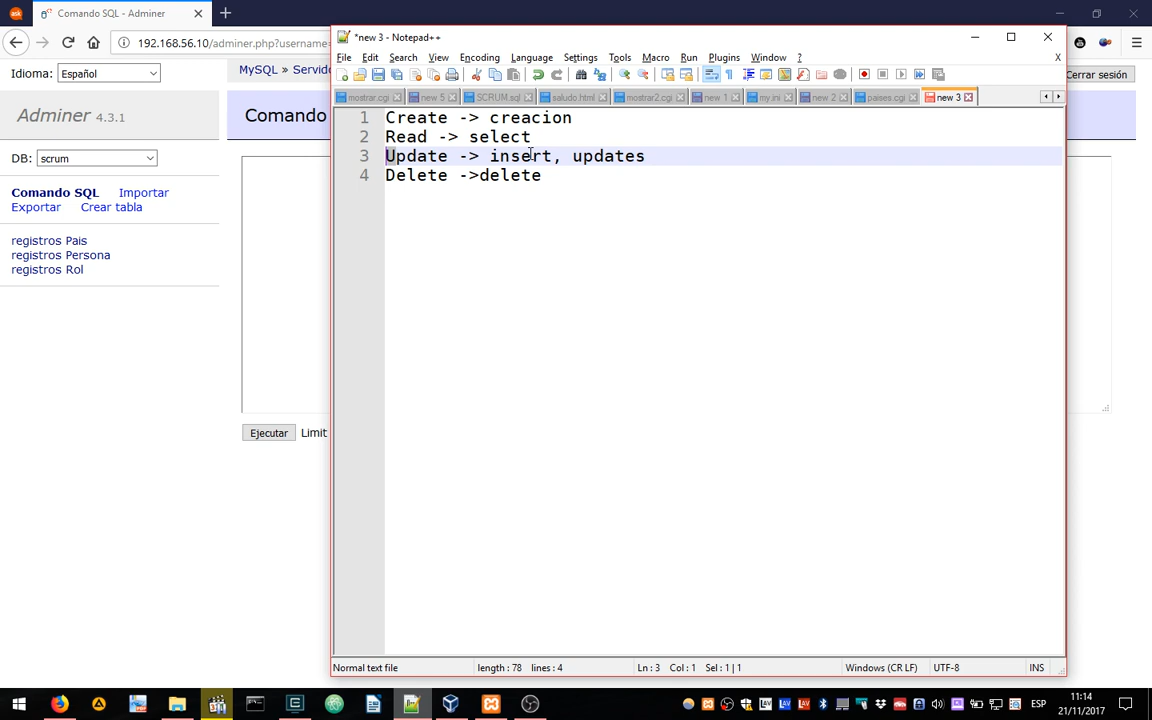 Comando SQL - Adminer
192.168.56.10/adminer.php?username=
Idioma: Español
MySQL » Servid
Cerrar sesión
Adminer 4.3.1
Comando
DB: scrum
Comando SQL Importar
Exportar Crear tabla
registros Pais
registros Persona
registros Rol
Ejecutar Limit
*new 3 - Notepad++
File Edit Search View Encoding Language Settings Tools Macro Run Plugins Window ? X
mostrar.cgi new 5 SCRUM.sql saludo.html mostrar2.cgi new 1 my.ini new 2 paises.cgi new 3
1 Create -> creacion
2 Read -> select
3 Update -> insert, updates
4 Delete ->delete
Normal text file length : 78 lines : 4 Ln : 3 Col : 1 Sel : 1 | 1 Windows (CR LF) UTF-8 INS
ESP
11:14
21/11/2017